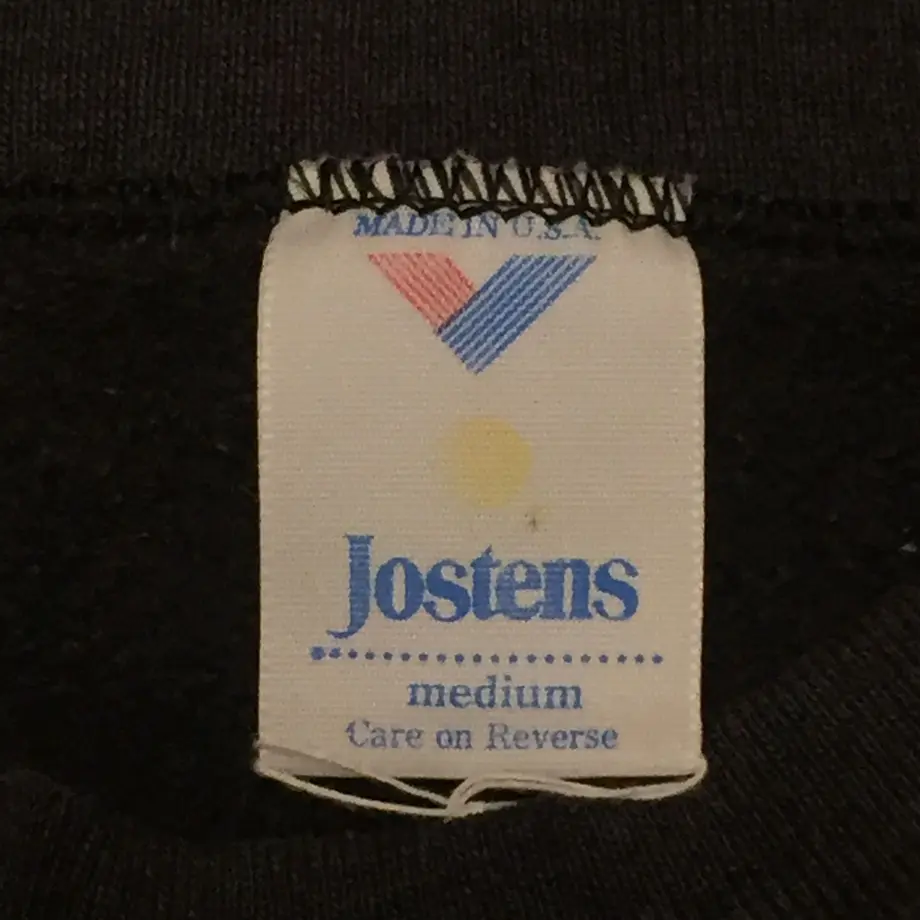 MADE IN U.S.A.
Jostens
medium
Care on Reverse